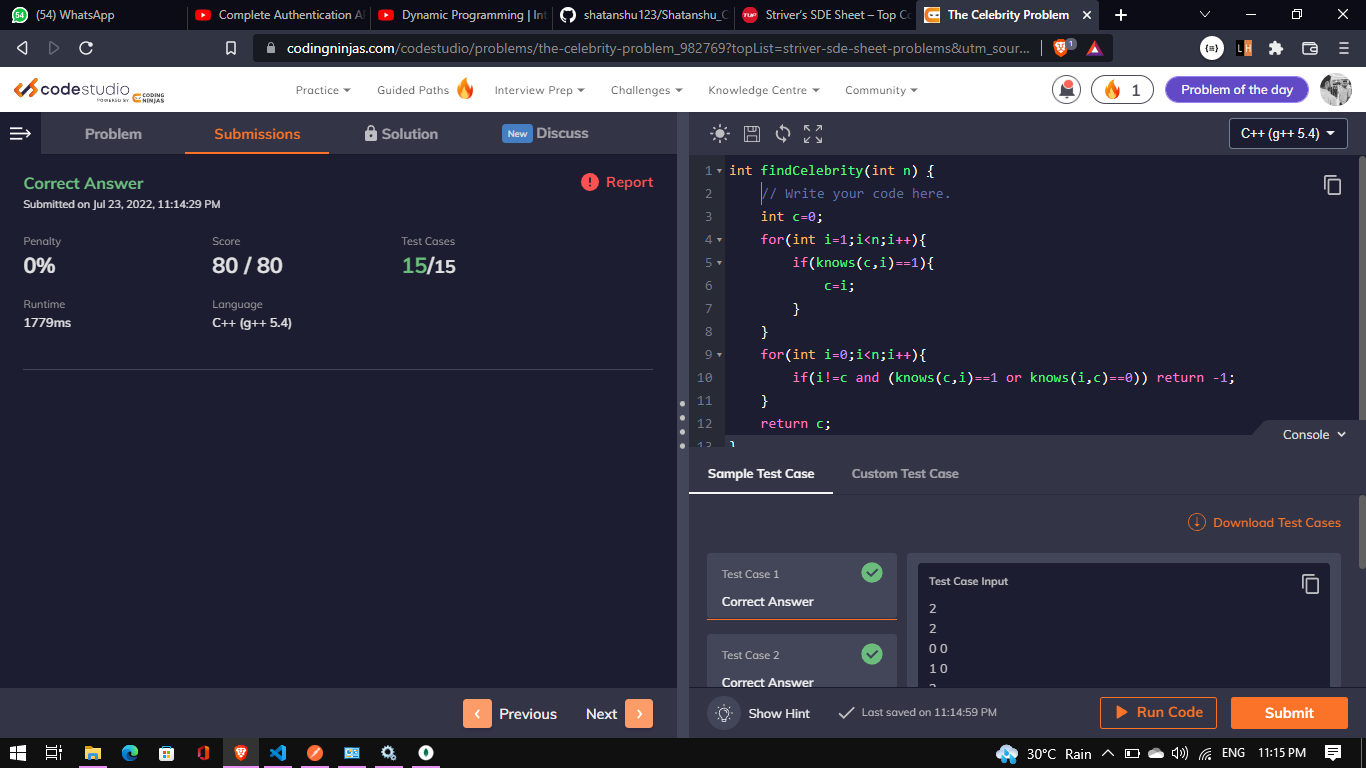 (54) WhatsApp
Complete Authentication A
Dynamic Programming | Int
shatanshu123/Shatanshu_C
TUF Striver's SDE Sheet – Top Co
The Celebrity Problem
codingninjas.com/codestudio/problems/the-celebrity-problem_982769?topList=striver-sde-sheet-problems&utm_sour...
1
LH
codestudio
POWERED BY CODING NINJAS
Practice
Guided Paths
Interview Prep
Challenges
Knowledge Centre
Community
1
Problem of the day
Problem
Submissions
Solution
New Discuss
C++ (g++ 5.4)
Correct Answer
Report
Submitted on Jul 23, 2022, 11:14:29 PM
Penalty
Score
Test Cases
0%
80 / 80
15/15
Runtime
Language
1779ms
C++ (g++ 5.4)
1 int findCelebrity(int n) {
2 // Write your code here.
3 int c=0;
4 for(int i=1;i<n;i++){
5 if(knows(c,i)==1){
6 c=i;
7 }
8 }
9 for(int i=0;i<n;i++){
10 if(i!=c and (knows(c,i)==1 or knows(i,c)==0)) return -1;
11 }
12 return c;
13 }
Console
Sample Test Case
Custom Test Case
Download Test Cases
Test Case 1
Correct Answer
Test Case 2
Correct Answer
Test Case Input
2
2
0 0
1 0
Previous
Next
Show Hint
Last saved on 11:14:59 PM
Run Code
Submit
30°C Rain
ENG
11:15 PM